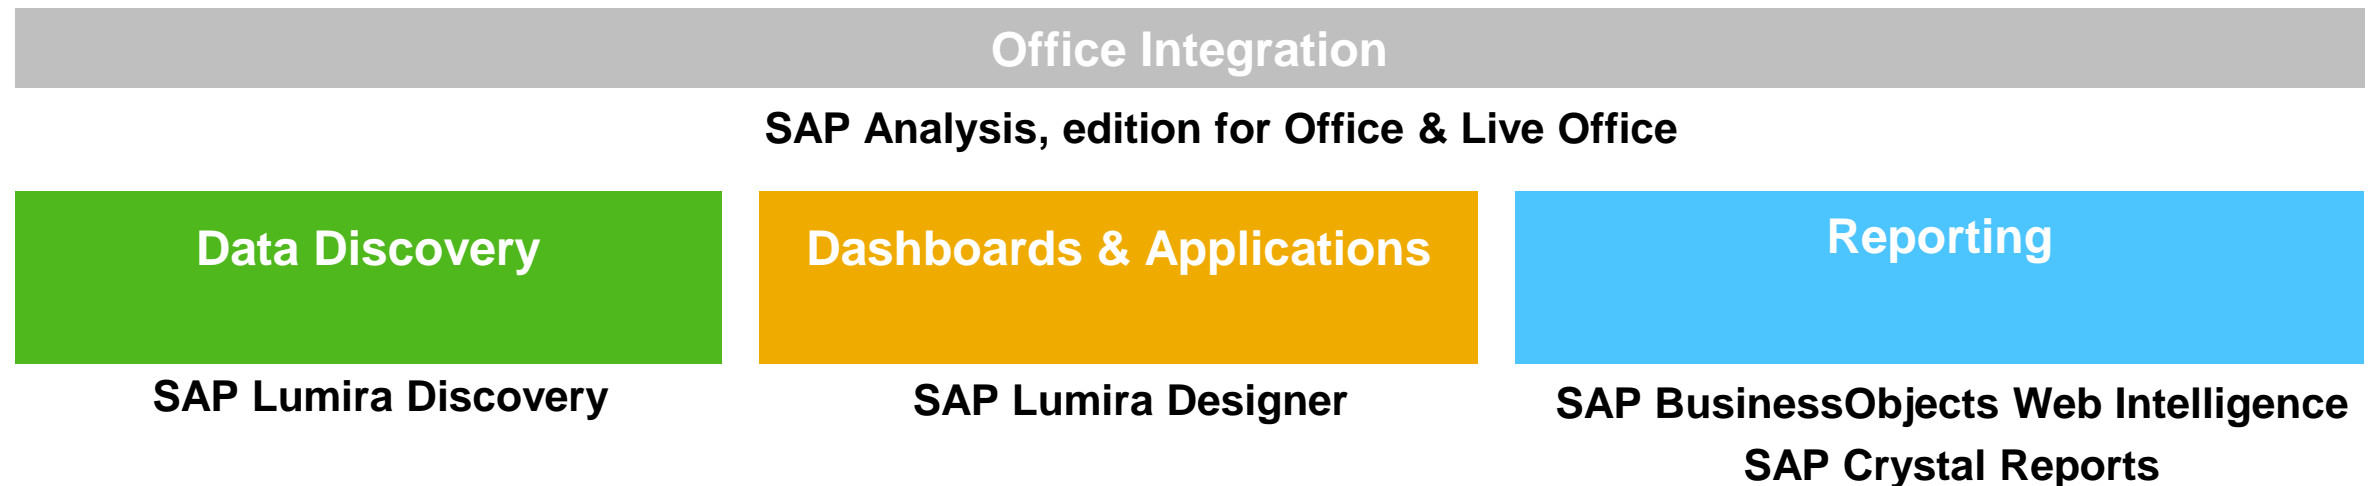 Office Integration
SAP Analysis, edition for Office & Live Office
Data Discovery
Dashboards & Applications
Reporting
SAP Lumira Discovery
SAP Lumira Designer
SAP BusinessObjects Web Intelligence
SAP Crystal Reports